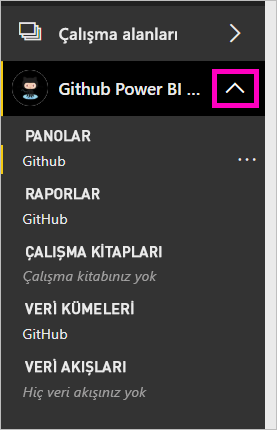 Çalışma alanları
Github Power BI ...
PANOLAR
Github
RAPORLAR
GitHub
ÇALIŞMA KİTAPLARI
Çalışma kitabınız yok
VERİ KÜMELERİ
GitHub
VERİ AKIŞLARI
Hiç veri akışınız yok